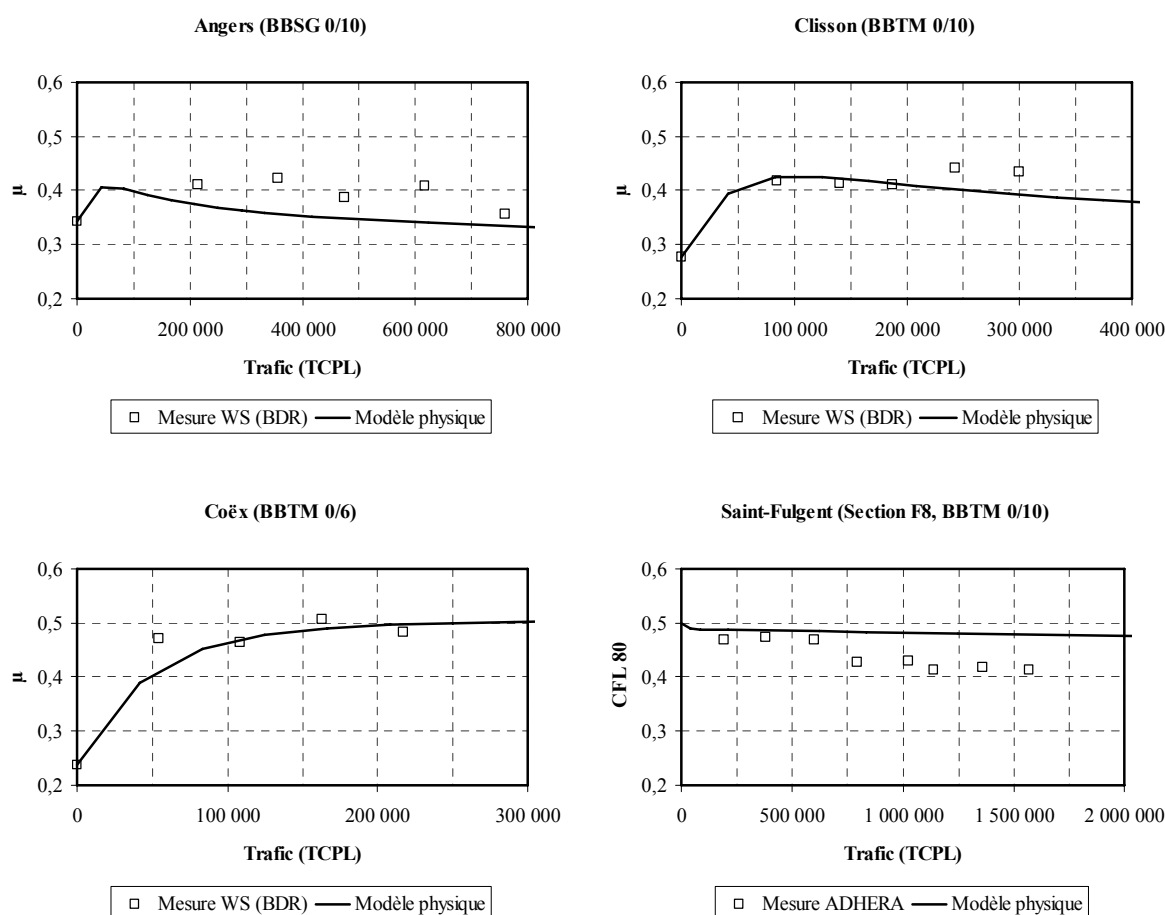 Angers (BBSG 0/10)
0,6
0,5
0,4
0,3
0,2
μ
0
200 000
400 000
600 000
800 000
Trafic (TCPL)
Mesure WS (BDR)
Modèle physique
Clisson (BBTM 0/10)
0,6
0,5
0,4
0,3
0,2
μ
0
100 000
200 000
300 000
400 000
Trafic (TCPL)
Mesure WS (BDR)
Modèle physique
Coëx (BBTM 0/6)
0,6
0,5
0,4
0,3
0,2
μ
0
100 000
200 000
300 000
Trafic (TCPL)
Mesure WS (BDR)
Modèle physique
Saint-Fulgent (Section F8, BBTM 0/10)
0,6
0,5
0,4
0,3
0,2
CFL 80
0
500 000
1 000 000
1 500 000
2 000 000
Trafic (TCPL)
Mesure ADHERA
Modèle physique